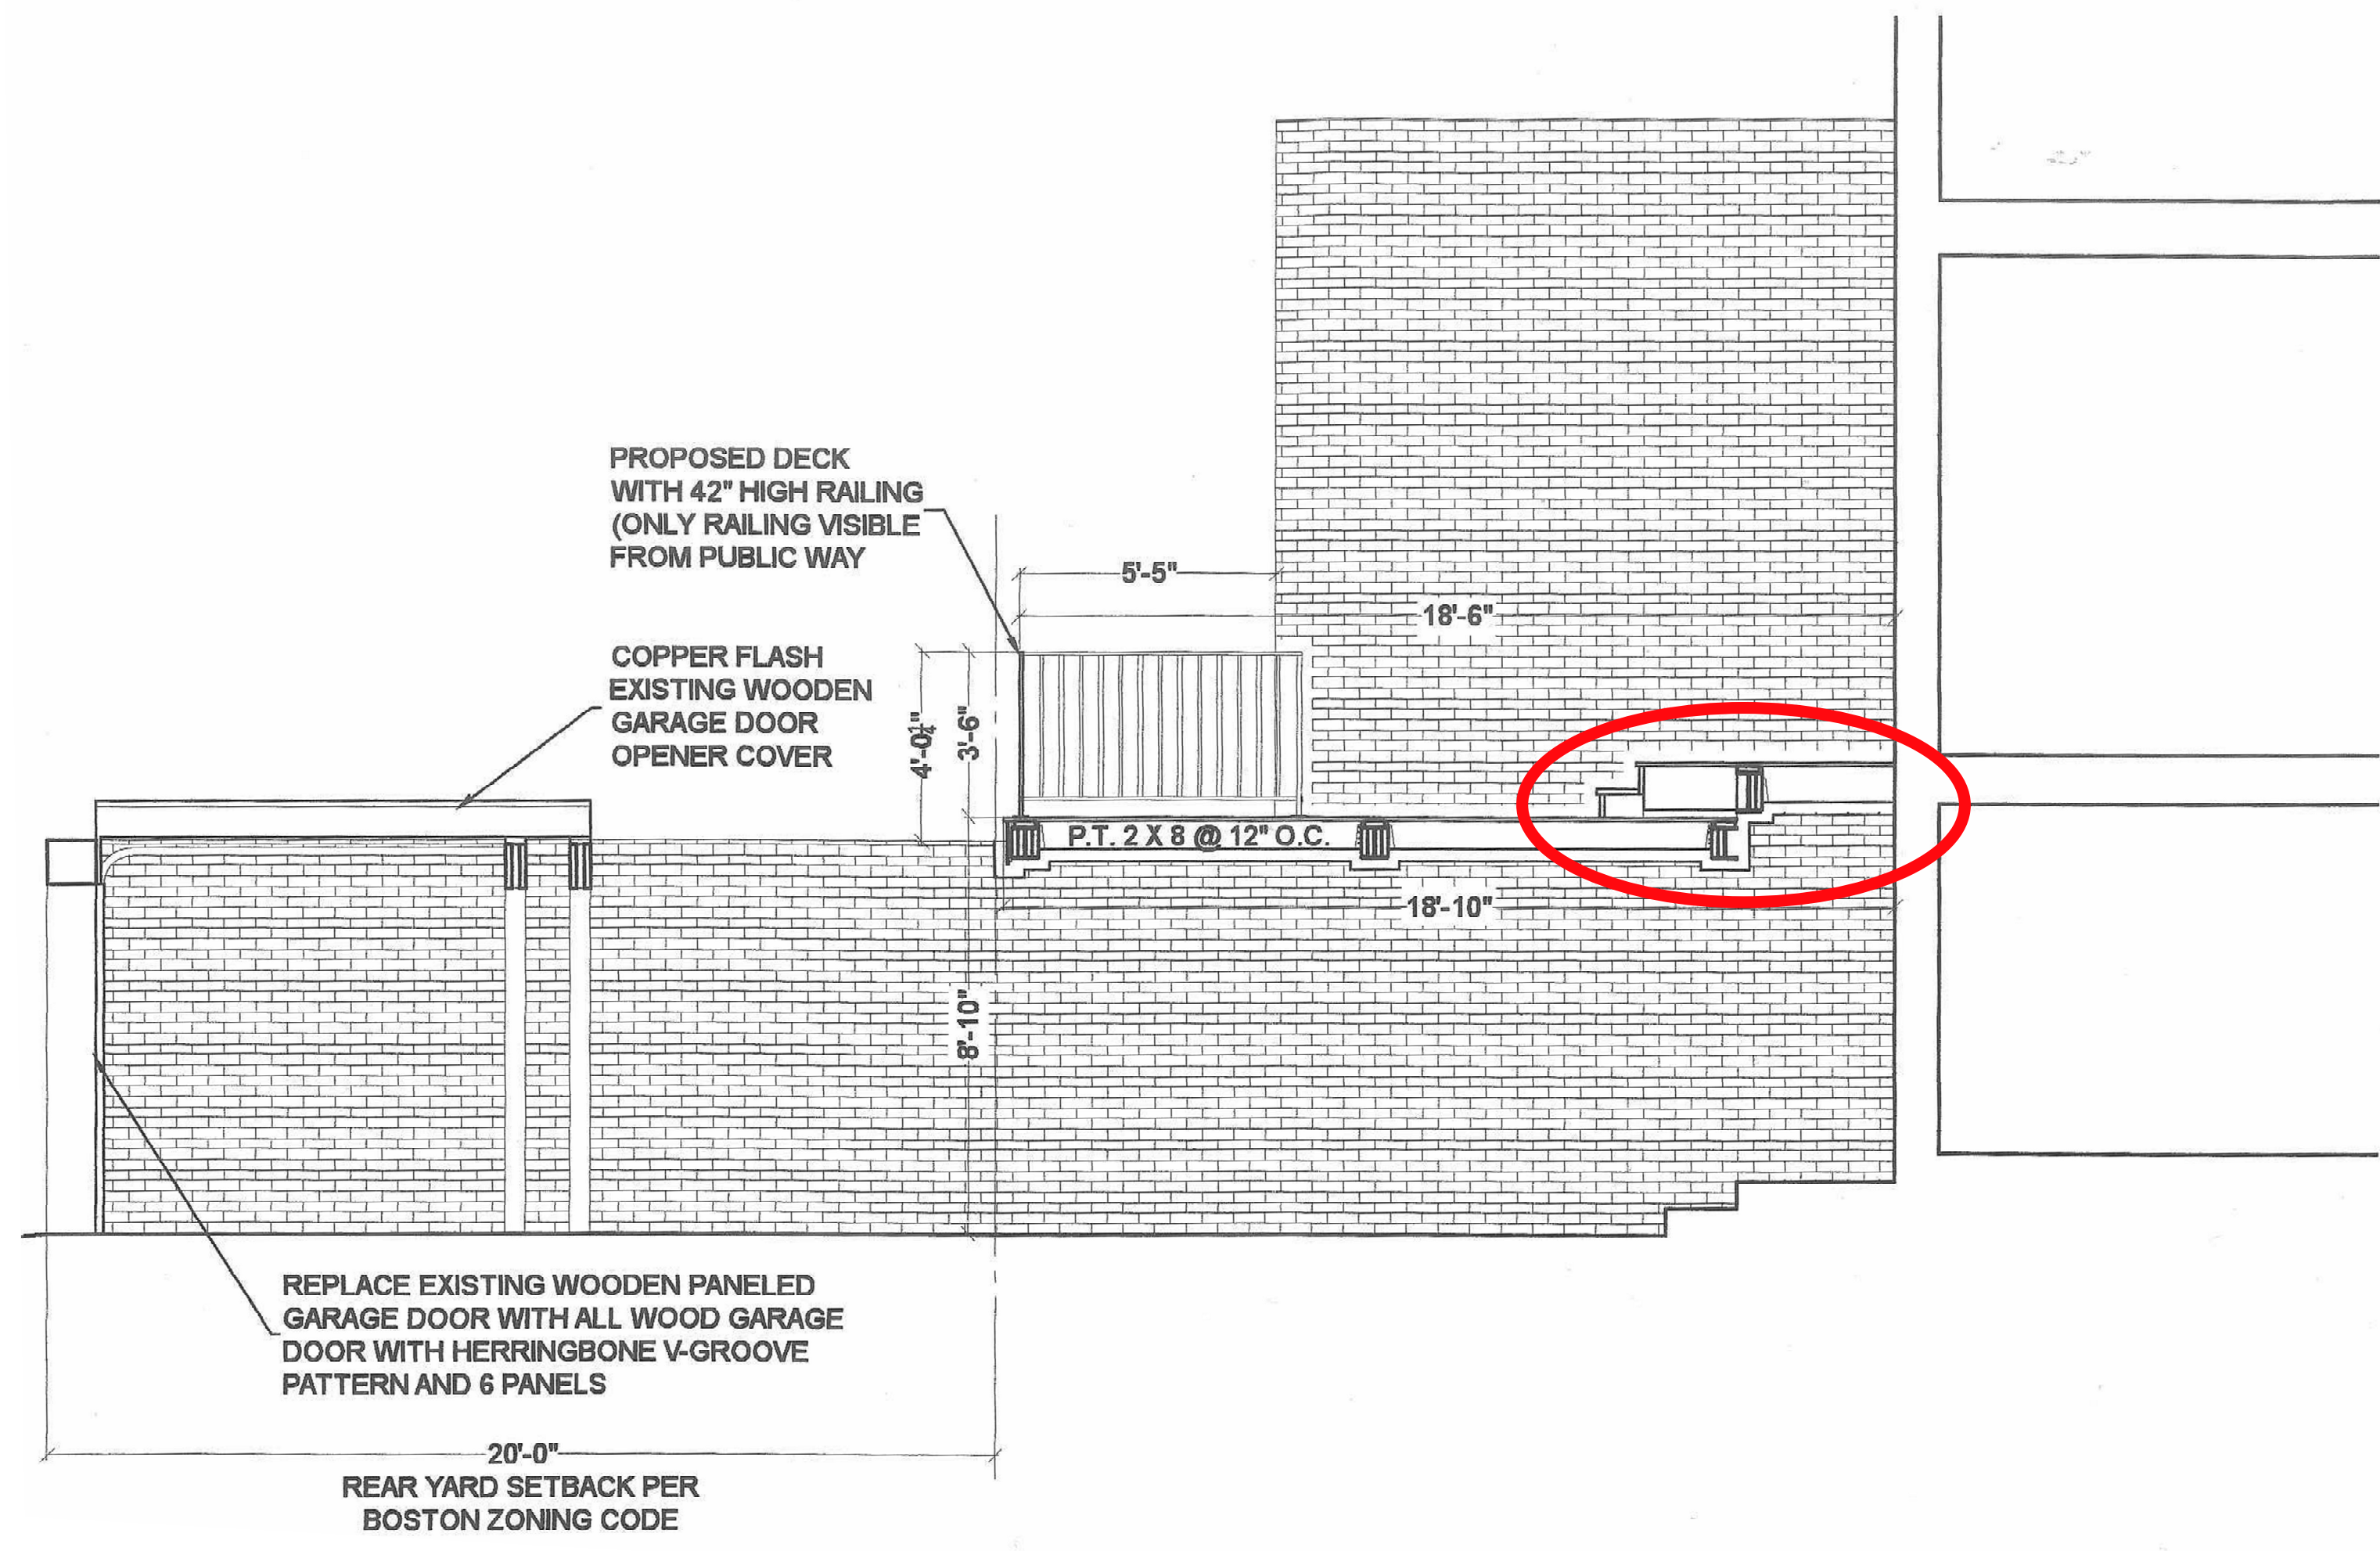 PROPOSED DECK
WITH 42" HIGH RAILING
(ONLY RAILING VISIBLE
FROM PUBLIC WAY
5'-5"
18'-6"
COPPER FLASH
EXISTING WOODEN
GARAGE DOOR
OPENER COVER
4'-0¼"
3'-6"
P.T. 2 X 8 @ 12" O.C.
18'-10"
8'-10"
REPLACE EXISTING WOODEN PANELED
GARAGE DOOR WITH ALL WOOD GARAGE
DOOR WITH HERRINGBONE V-GROOVE
PATTERN AND 6 PANELS
20'-0"
REAR YARD SETBACK PER
BOSTON ZONING CODE